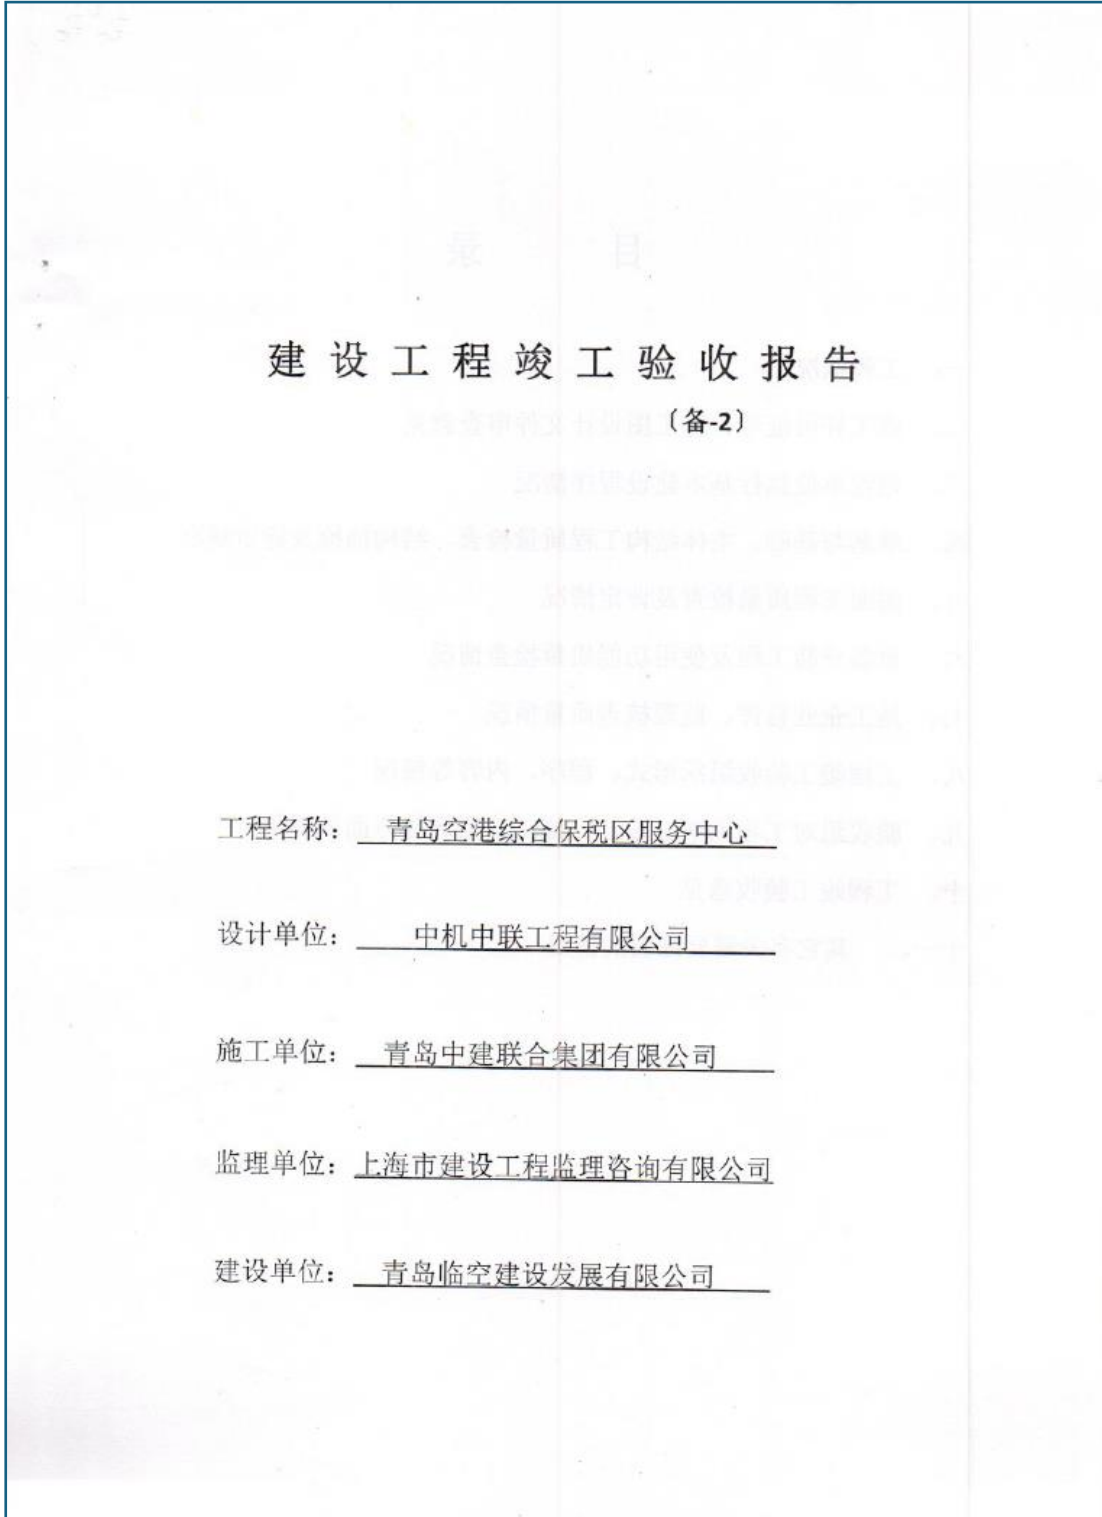 建设工程竣工验收报告
〔备-2〕
工程名称：青岛空港综合保税区服务中心
设计单位：中机中联工程有限公司
施工单位：青岛中建联合集团有限公司
监理单位：上海市建设工程监理咨询有限公司
建设单位：青岛临空建设发展有限公司